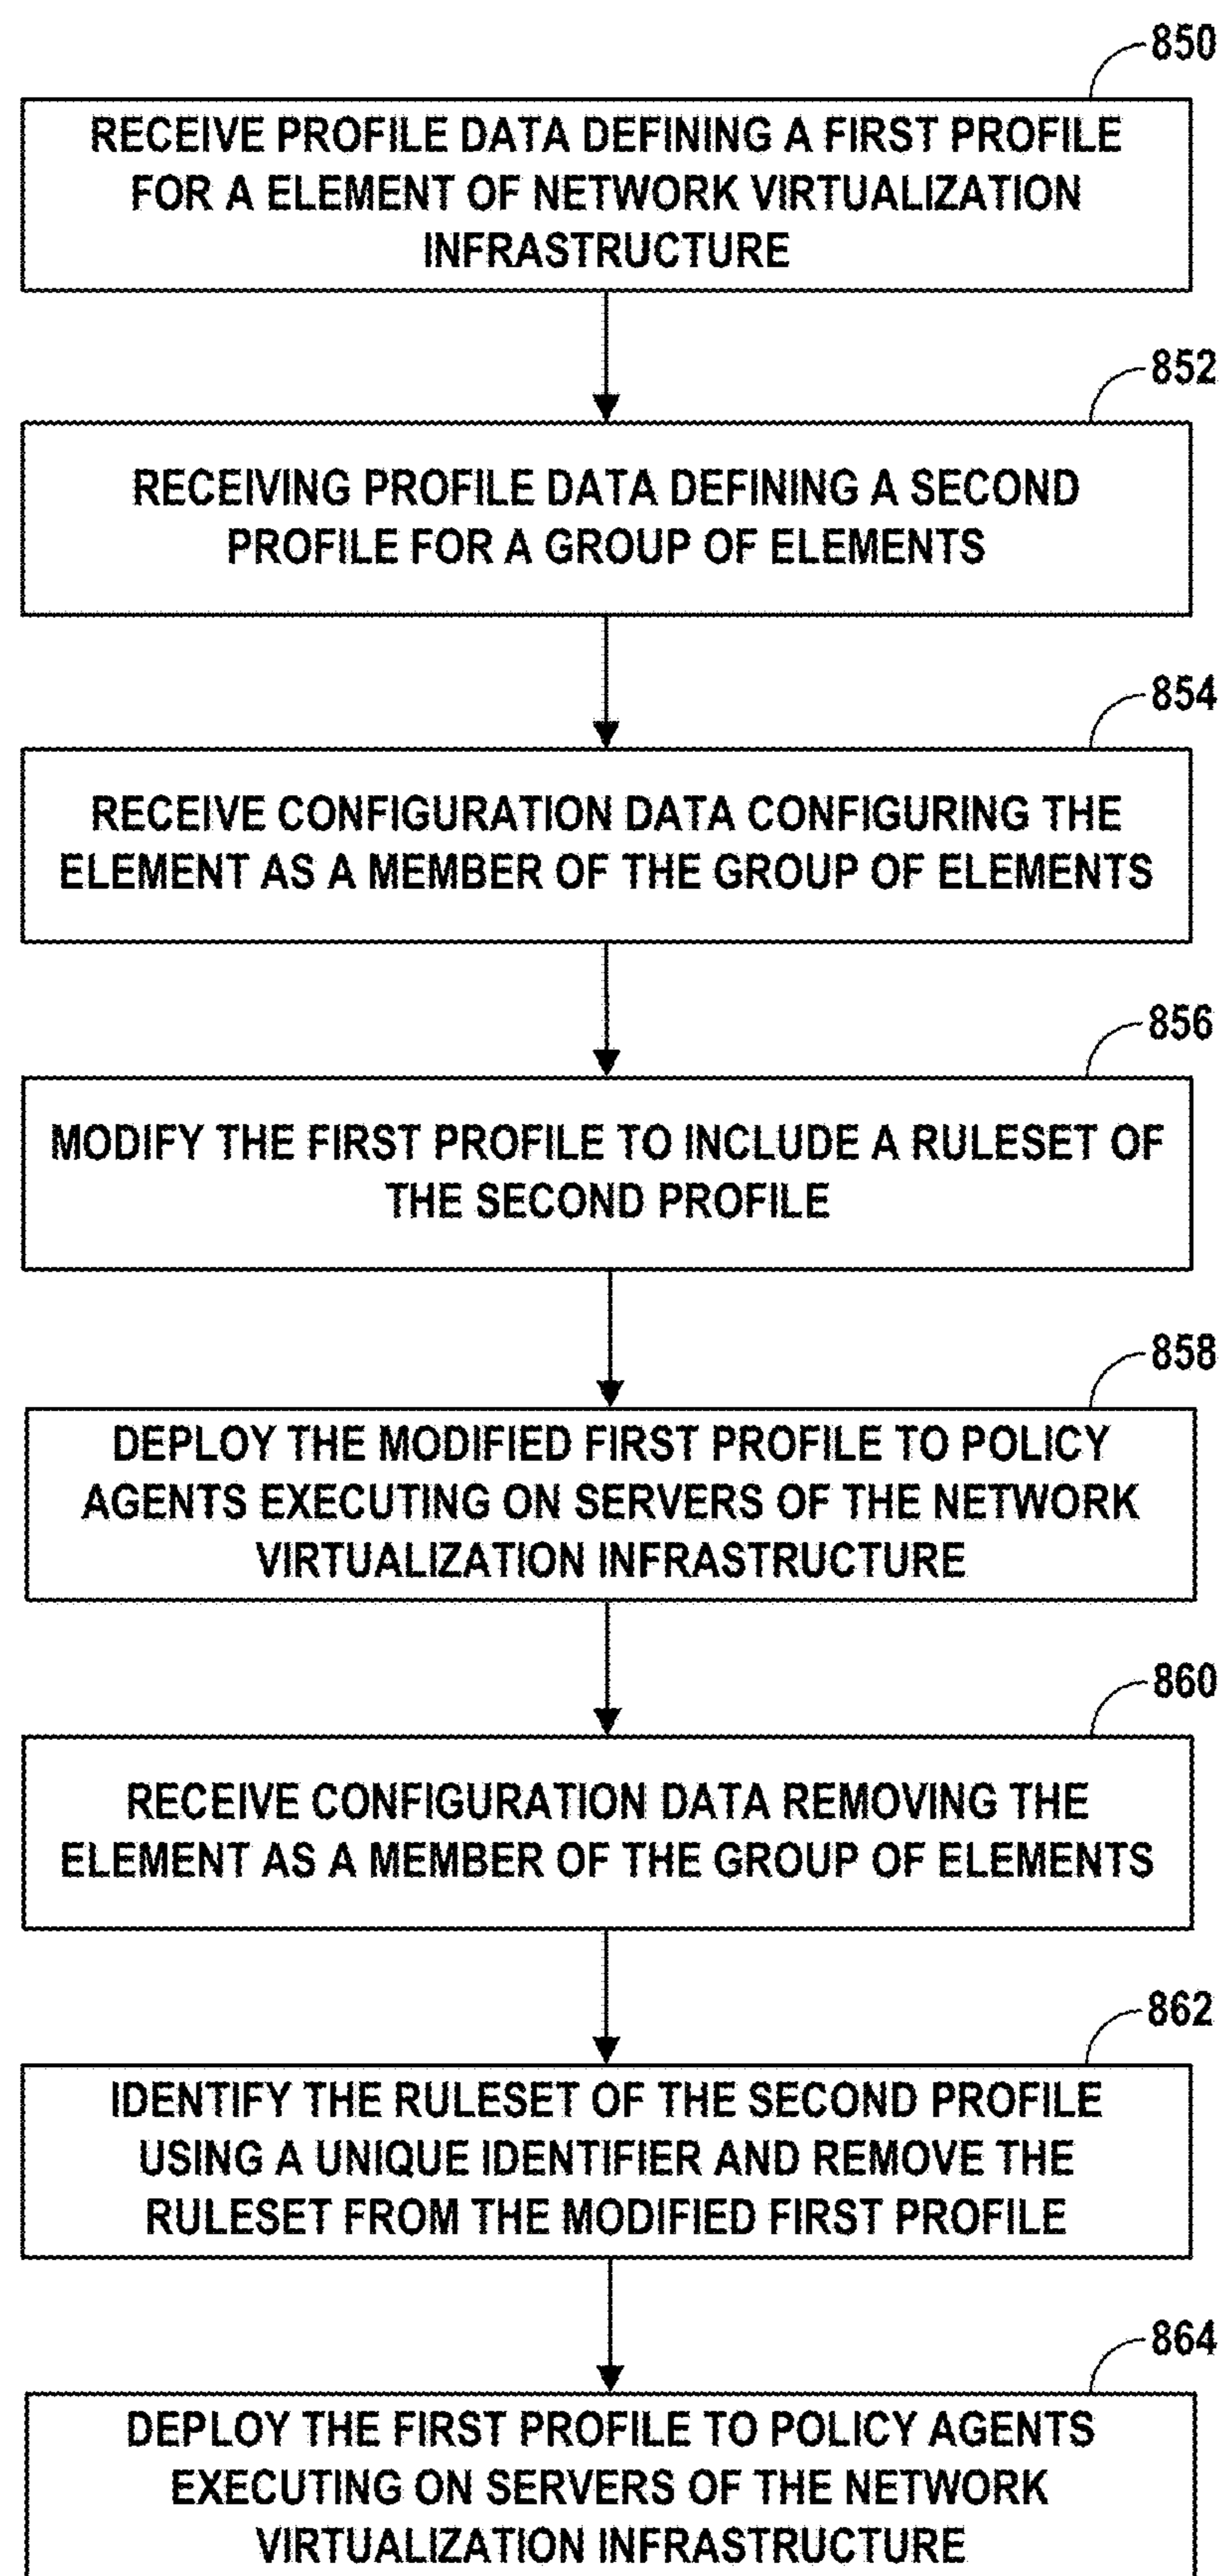 850
RECEIVE PROFILE DATA DEFINING A FIRST PROFILE
FOR A ELEMENT OF NETWORK VIRTUALIZATION
INFRASTRUCTURE
852
RECEIVING PROFILE DATA DEFINING A SECOND
PROFILE FOR A GROUP OF ELEMENTS
854
RECEIVE CONFIGURATION DATA CONFIGURING THE
ELEMENT AS A MEMBER OF THE GROUP OF ELEMENTS
856
MODIFY THE FIRST PROFILE TO INCLUDE A RULESET OF
THE SECOND PROFILE
858
DEPLOY THE MODIFIED FIRST PROFILE TO POLICY
AGENTS EXECUTING ON SERVERS OF THE NETWORK
VIRTUALIZATION INFRASTRUCTURE
860
RECEIVE CONFIGURATION DATA REMOVING THE
ELEMENT AS A MEMBER OF THE GROUP OF ELEMENTS
862
IDENTIFY THE RULESET OF THE SECOND PROFILE
USING A UNIQUE IDENTIFIER AND REMOVE THE
RULESET FROM THE MODIFIED FIRST PROFILE
864
DEPLOY THE FIRST PROFILE TO POLICY AGENTS
EXECUTING ON SERVERS OF THE NETWORK
VIRTUALIZATION INFRASTRUCTURE